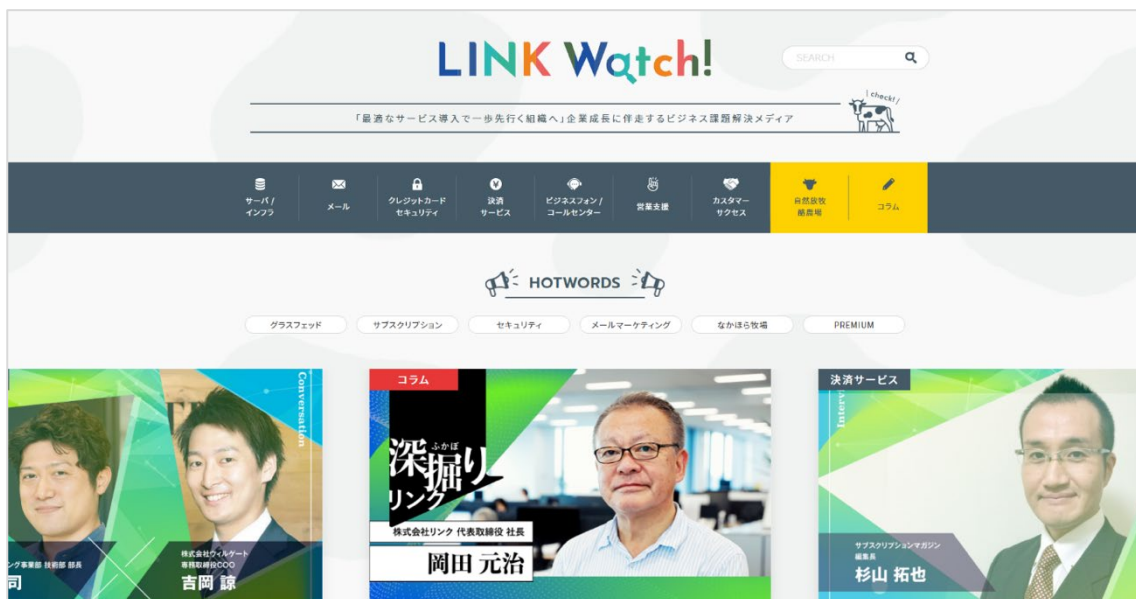 LINK Watch!
SEARCH
check!
「最適なサービス導入で一歩先行く組織へ」企業成長に伴走するビジネス課題解決メディア
サーバ /
インフラ
メール
クレジットカード
セキュリティ
決済
サービス
ビジネスフォン /
コールセンター
営業支援
カスタマー
サクセス
自然放牧
酪農場
コラム
HOTWORDS
グラスフェッド
サブスクリプション
セキュリティ
メールマーケティング
なかほら牧場
PREMIUM
Conversation
ング事業部 技術部 部長
司
株式会社ウィルゲート
専務取締役COO
吉岡 諒
コラム
ふかぼ
深掘り
リンク
株式会社リンク 代表取締役 社長
岡田 元治
決済サービス
Interv
サブスクリプションマガジン
編集長
杉山 拓也